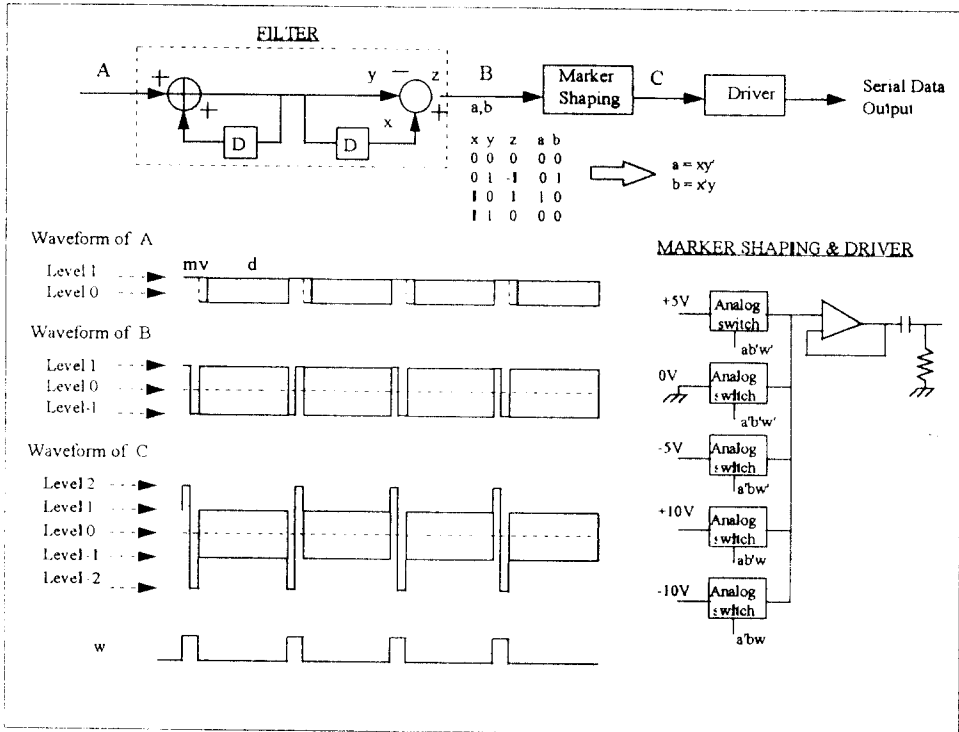 FILTER
A
+
+
D
D
y
−
z
x
+
B
a,b
Marker
Shaping
C
Driver
Serial Data
Output
x y z a b
0 0 0 0 0
0 1 -1 0 1
1 0 1 1 0
1 1 0 0 0
a = xy'
b = x'y
Waveform of A
Level 1
Level 0
mv d
Waveform of B
Level 1
Level 0
Level-1
Waveform of C
Level 2
Level 1
Level 0
Level-1
Level-2
w
MARKER SHAPING & DRIVER
+5V
Analog
switch
ab'w'
0V
Analog
switch
a'b'w'
-5V
Analog
switch
a'bw'
+10V
Analog
switch
ab'w
-10V
Analog
switch
a'bw